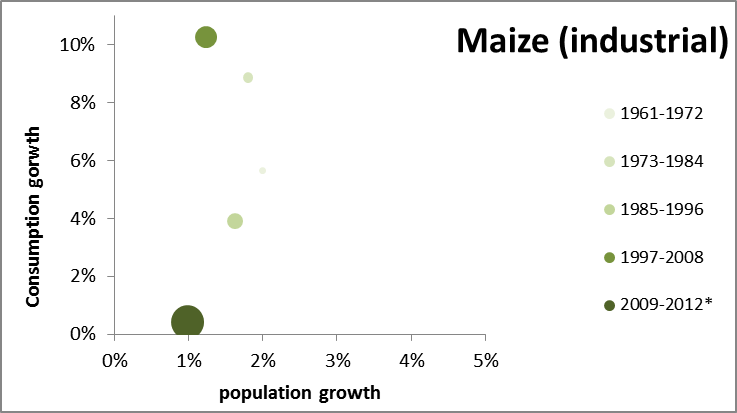 Maize (industrial)
10%
8%
6%
4%
2%
0%
Consumption gorwth
0% 1% 2% 3% 4% 5%
population growth
1961-1972
1973-1984
1985-1996
1997-2008
2009-2012*